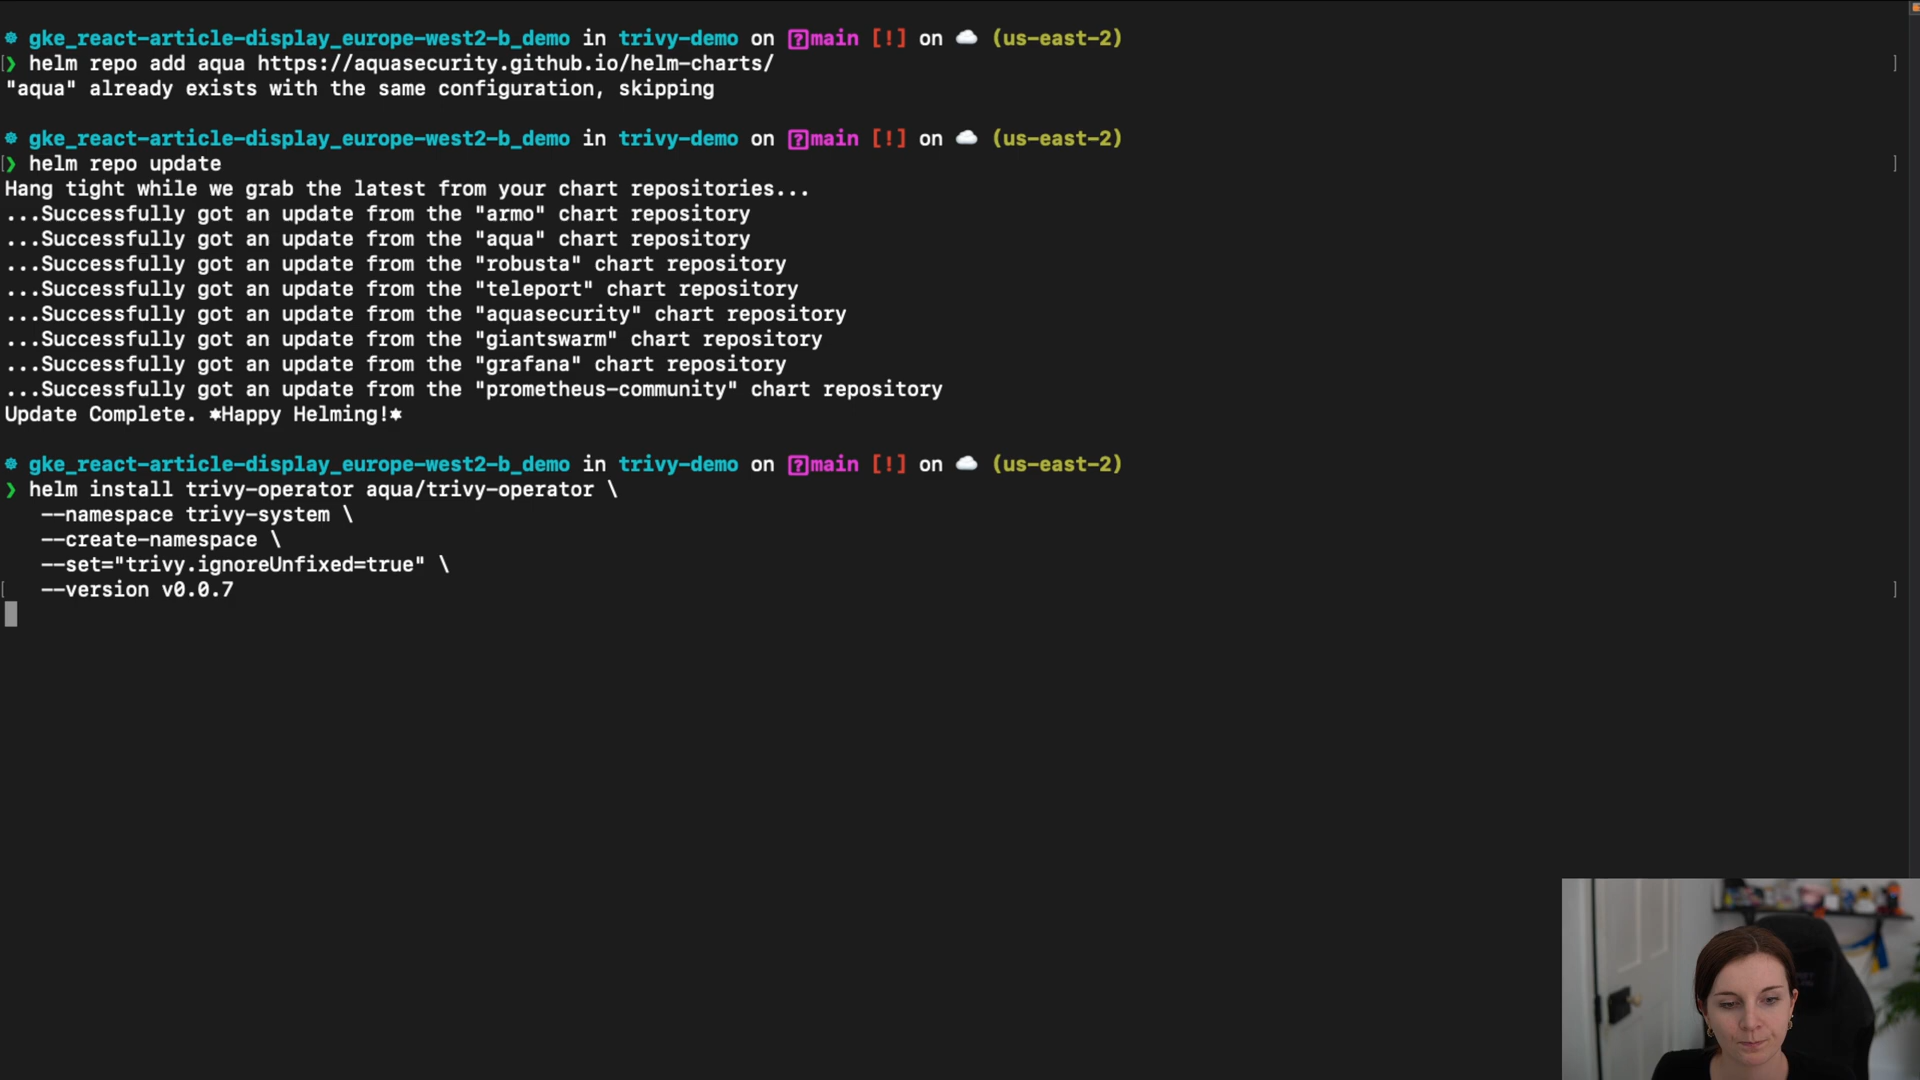 ☸ gke_react-article-display_europe-west2-b_demo in trivy-demo on [?]main [!] on ☁️ (us-east-2)
[❯ helm repo add aqua https://aquasecurity.github.io/helm-charts/ ]
"aqua" already exists with the same configuration, skipping
☸ gke_react-article-display_europe-west2-b_demo in trivy-demo on [?]main [!] on ☁️ (us-east-2)
[❯ helm repo update ]
Hang tight while we grab the latest from your chart repositories...
...Successfully got an update from the "armo" chart repository
...Successfully got an update from the "aqua" chart repository
...Successfully got an update from the "robusta" chart repository
...Successfully got an update from the "teleport" chart repository
...Successfully got an update from the "aquasecurity" chart repository
...Successfully got an update from the "giantswarm" chart repository
...Successfully got an update from the "grafana" chart repository
...Successfully got an update from the "prometheus-community" chart repository
Update Complete. ⎈Happy Helming!⎈
☸ gke_react-article-display_europe-west2-b_demo in trivy-demo on [?]main [!] on ☁️ (us-east-2)
❯ helm install trivy-operator aqua/trivy-operator \
--namespace trivy-system \
--create-namespace \
--set="trivy.ignoreUnfixed=true" \
[ --version v0.0.7 ]